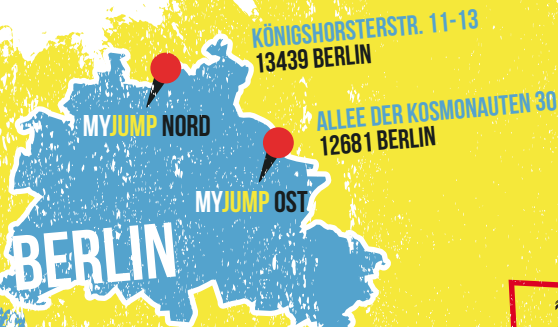 KÖNIGSHORSTERSTR. 11-13
13439 BERLIN
MYJUMP NORD
ALLEE DER KOSMONAUTEN 30
12681 BERLIN
MYJUMP OST
BERLIN